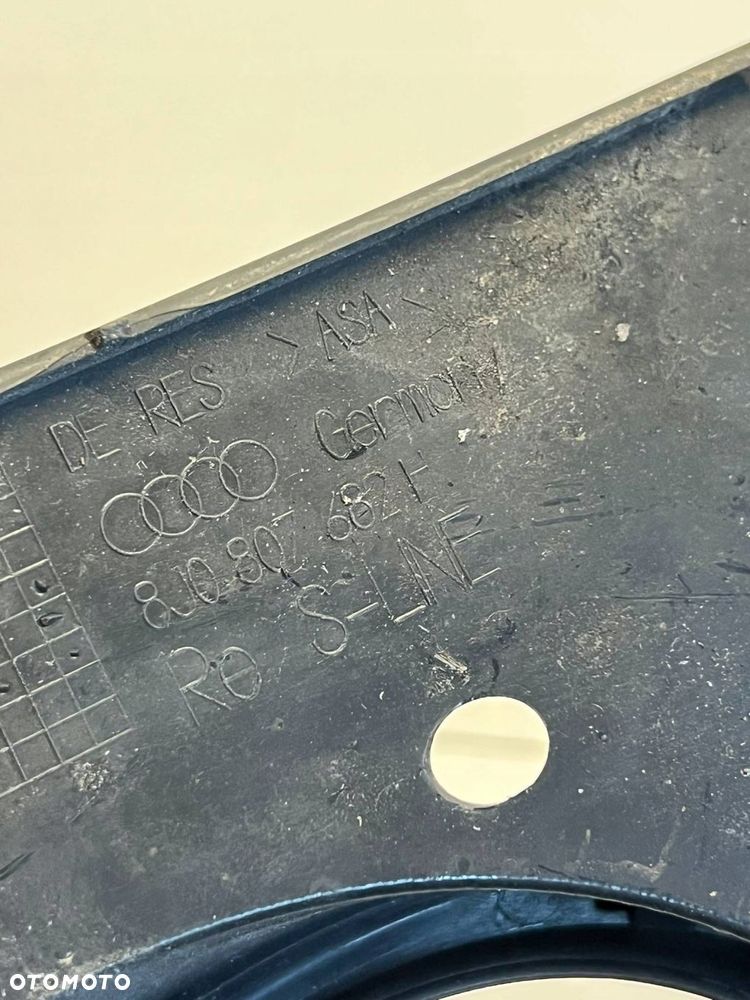 DE RES >ASA<
Germany
8J0 807 682 H
Re S-LINE
OTOMOTO